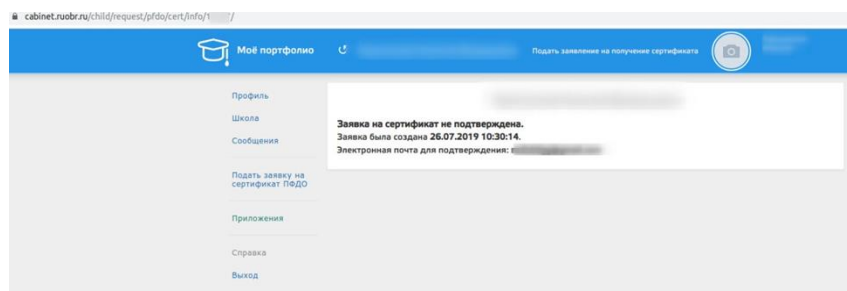 cabinet.ruobr.ru/child/request/pfdo/cert/info/1
Моё портфолио
Подать заявление на получение сертификата
Профиль
Школа
Сообщения
Подать заявку на
сертификат ПФДО
Приложения
Справка
Выход
Заявка на сертификат не подтверждена.
Заявка была создана 26.07.2019 10:30:14.
Электронная почта для подтверждения: